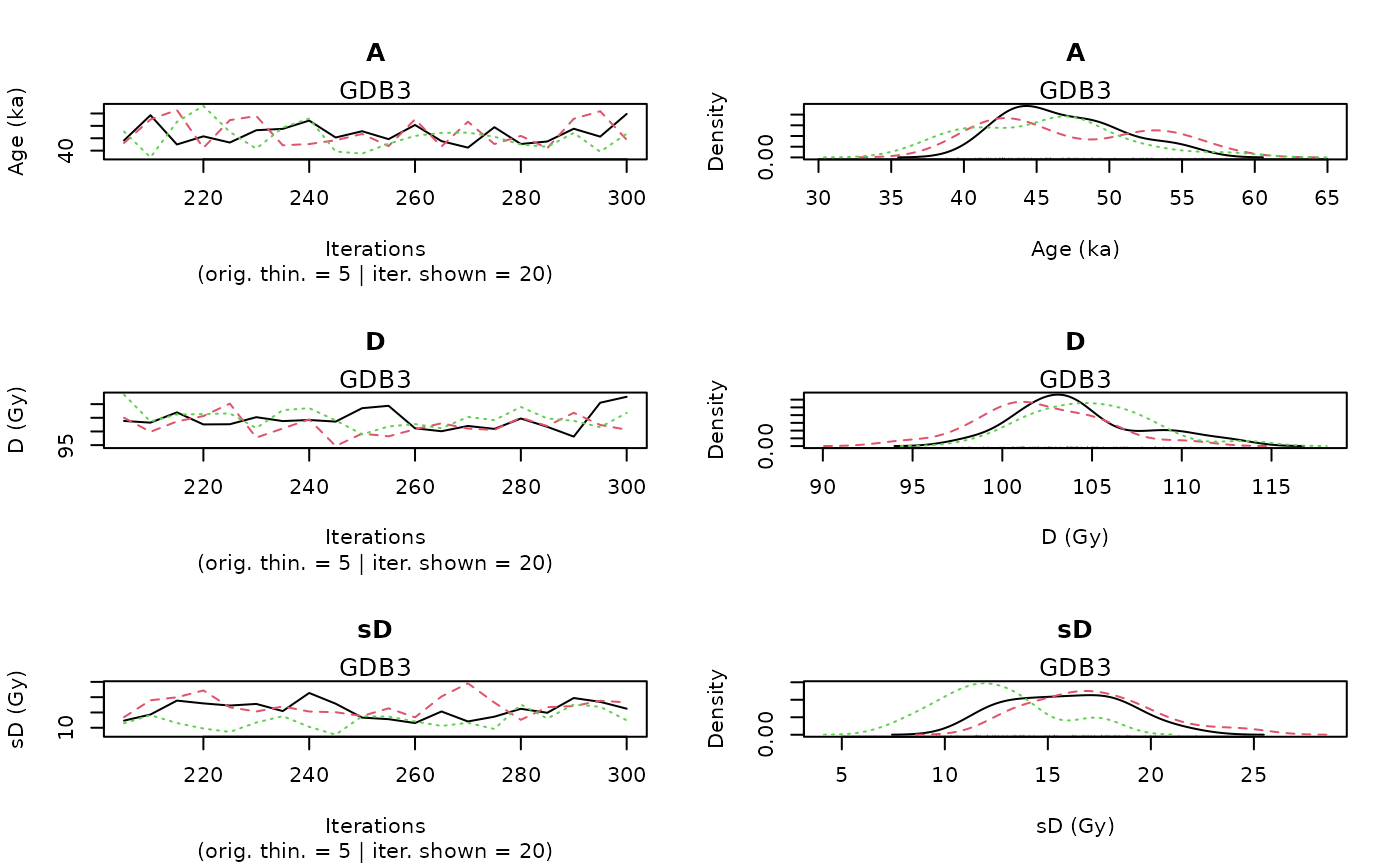 A
GDB3
Age (ka)
40
220 240 260 280 300
Iterations
(orig. thin. = 5 | iter. shown = 20)
A
GDB3
Density
0.00
30 35 40 45 50 55 60 65
Age (ka)
D
GDB3
D (Gy)
95
220 240 260 280 300
Iterations
(orig. thin. = 5 | iter. shown = 20)
D
GDB3
Density
0.00
90 95 100 105 110 115
D (Gy)
sD
GDB3
sD (Gy)
10
220 240 260 280 300
Iterations
(orig. thin. = 5 | iter. shown = 20)
sD
GDB3
Density
0.00
5 10 15 20 25
sD (Gy)